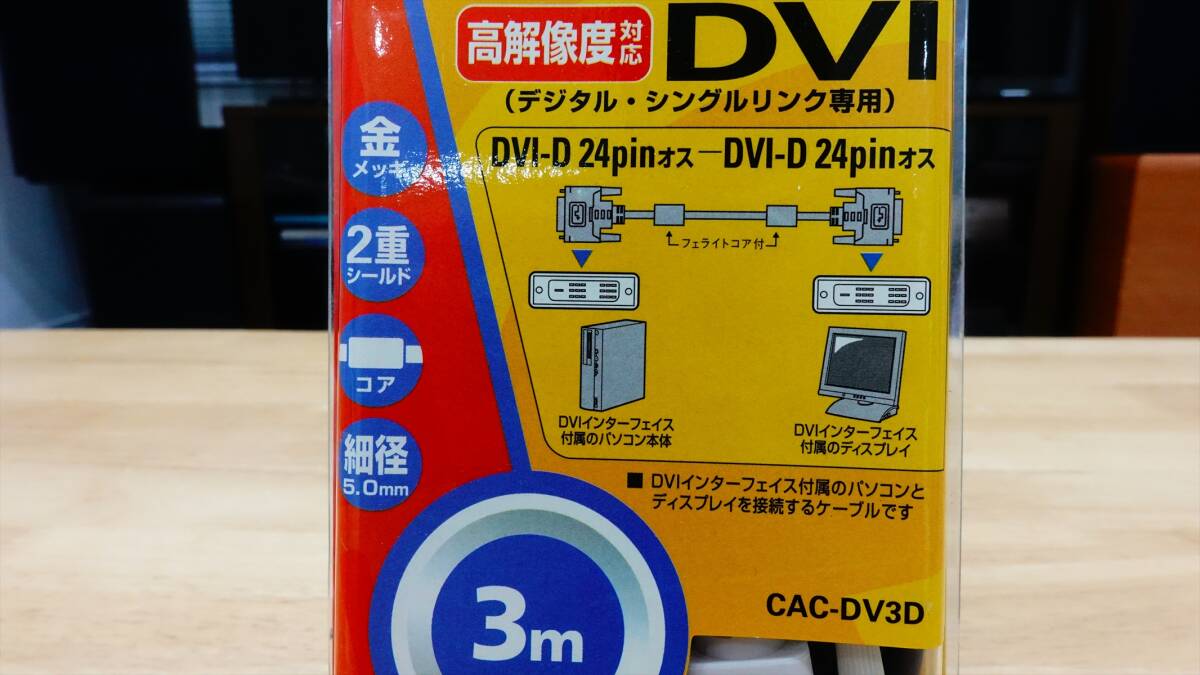 高解像度対応 DVI
（デジタル・シングルリンク専用）
DVI-D 24pinオス－DVI-D 24pinオス
フェライトコア付
DVIインターフェイス
付属のパソコン本体
DVIインターフェイス
付属のディスプレイ
■ DVIインターフェイス付属のパソコンと
ディスプレイを接続するケーブルです
金
メッキ
2重
シールド
コア
細径
5.0mm
3m
CAC-DV3D